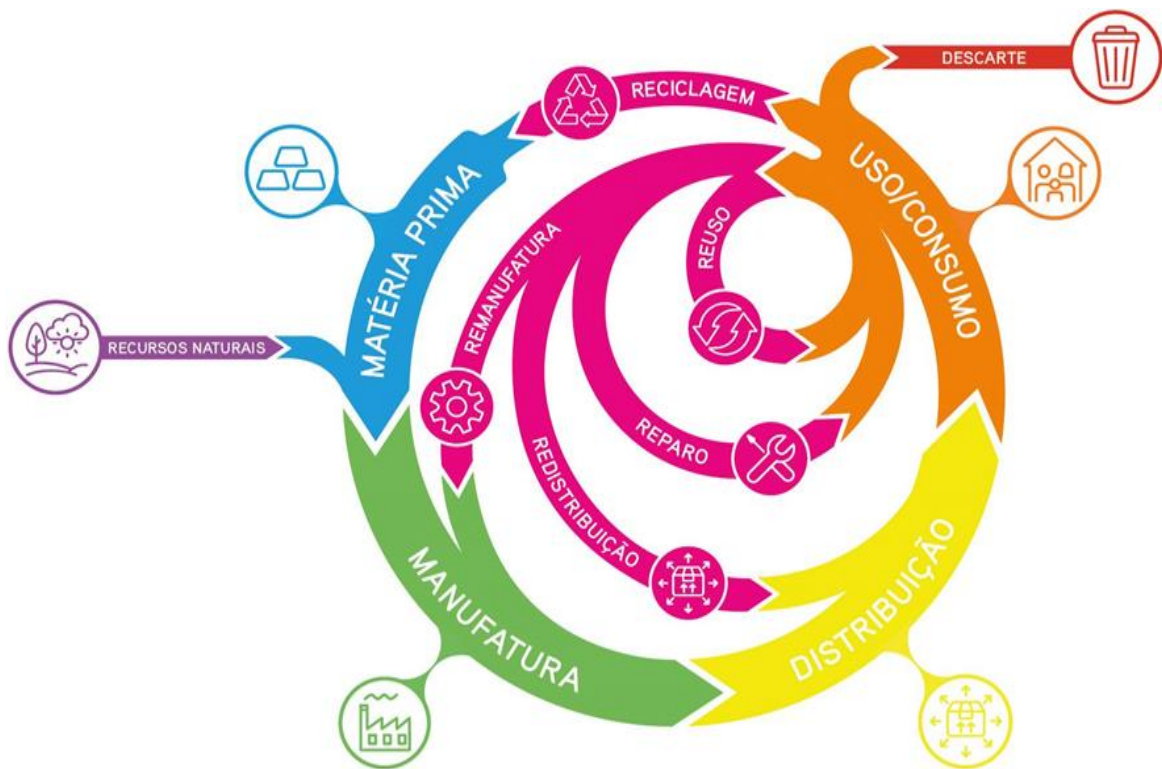 DESCARTE
RECICLAGEM
USO/CONSUMO
MATÉRIA PRIMA
REUSO
REMANUFATURA
RECURSOS NATURAIS
REPARO
REDISTRIBUIÇÃO
MANUFATURA
DISTRIBUIÇÃO